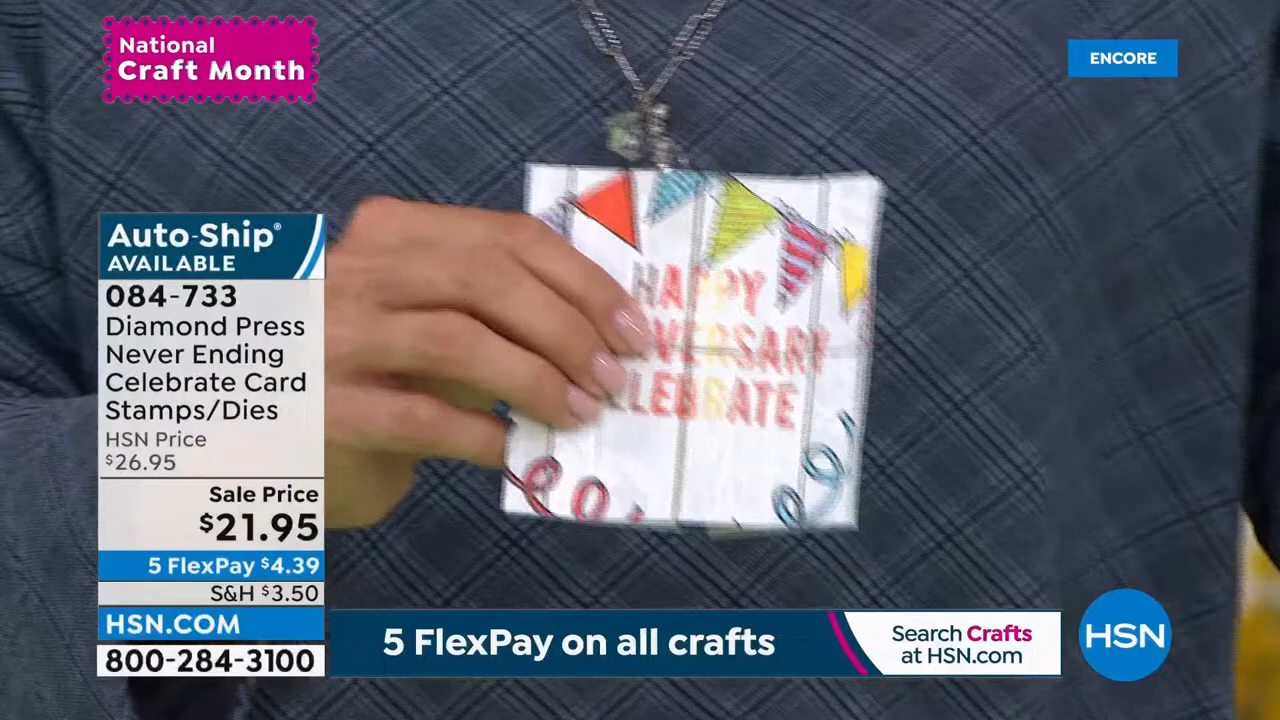 National
Craft Month
ENCORE
HAPPY
CELEBRATE
Auto-Ship®
AVAILABLE
084-733
Diamond Press
Never Ending
Celebrate Card
Stamps/Dies
HSN Price
$26.95
Sale Price
$21.95
5 FlexPay $4.39
S&H $3.50
HSN.COM
800-284-3100
5 FlexPay on all crafts
Search Crafts
at HSN.com
HSN